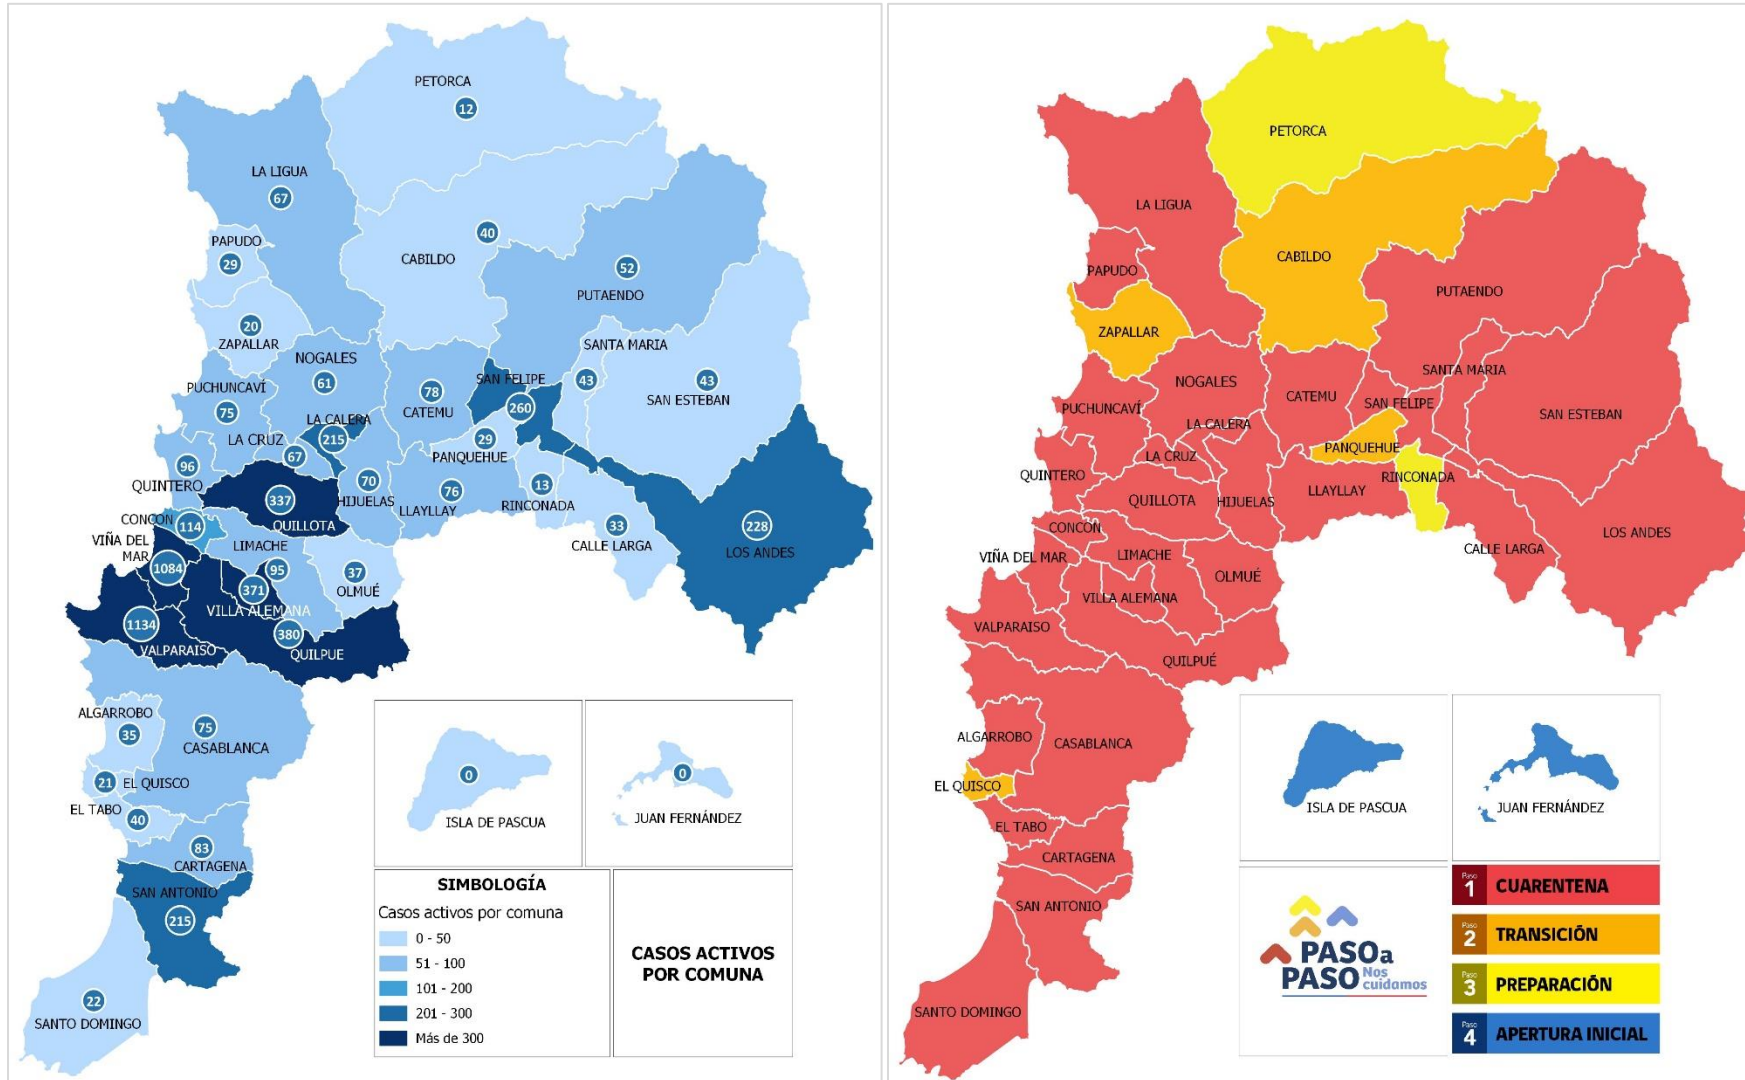 PETORCA
12
LA LIGUA
67
PAPUDO
29
40
CABILDO
52
PUTAENDO
20
ZAPALLAR
SANTA MARIA
43
43
SAN ESTEBAN
NOGALES
61
PUCHUNCAVÍ
75
78
CATEMU
SAN FELIPE
260
LA CALERA
215
LA CRUZ
67
29
PANQUEHUE
96
QUINTERO
70
HIJUELAS
76
LLAYLLAY
13
RINCONADA
337
QUILLOTA
CONCON
114
33
CALLE LARGA
228
LOS ANDES
VIÑA DEL
MAR
1084
LIMACHE
95
37
OLMUÉ
371
VILLA ALEMANA
1134
VALPARAISO
380
QUILPUE
ALGARROBO
35
75
CASABLANCA
21
EL QUISCO
EL TABO
40
83
CARTAGENA
SAN ANTONIO
215
22
SANTO DOMINGO
0
ISLA DE PASCUA
0
JUAN FERNÁNDEZ
SIMBOLOGÍA
Casos activos por comuna
0 - 50
51 - 100
101 - 200
201 - 300
Más de 300
CASOS ACTIVOS
POR COMUNA
PETORCA
LA LIGUA
CABILDO
PAPUDO
PUTAENDO
ZAPALLAR
SANTA MARIA
NOGALES
CATEMU
SAN FELIPE
SAN ESTEBAN
PUCHUNCAVÍ
LA CALERA
PANQUEHUE
LA CRUZ
QUINTERO
RINCONADA
LLAYLLAY
QUILLOTA
HIJUELAS
CONCÓN
LOS ANDES
VIÑA DEL MAR
LIMACHE
CALLE LARGA
OLMUÉ
VILLA ALEMANA
VALPARAISO
QUILPUÉ
ALGARROBO
CASABLANCA
EL QUISCO
EL TABO
CARTAGENA
SAN ANTONIO
SANTO DOMINGO
ISLA DE PASCUA
JUAN FERNÁNDEZ
PASO a
PASO Nos
cuidamos
Paso
1 CUARENTENA
Paso
2 TRANSICIÓN
Paso
3 PREPARACIÓN
Paso
4 APERTURA INICIAL